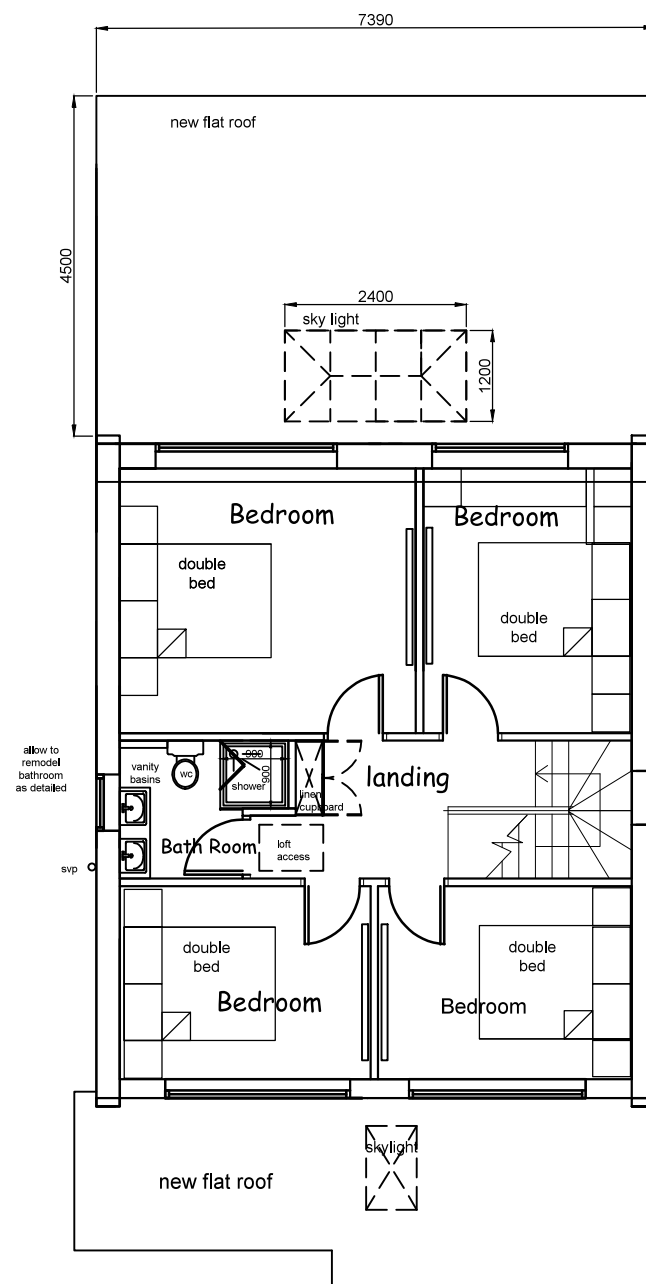 7390
new flat roof
4500
2400
sky light
1200
Bedroom
Bedroom
double
bed
double
bed
allow to
remodel
bathroom
as detailed
vanity
basins
wc
900
900
shower
linen
cupboard
landing
Bath Room
loft
access
svp
double
bed
double
bed
Bedroom
Bedroom
skylight
new flat roof